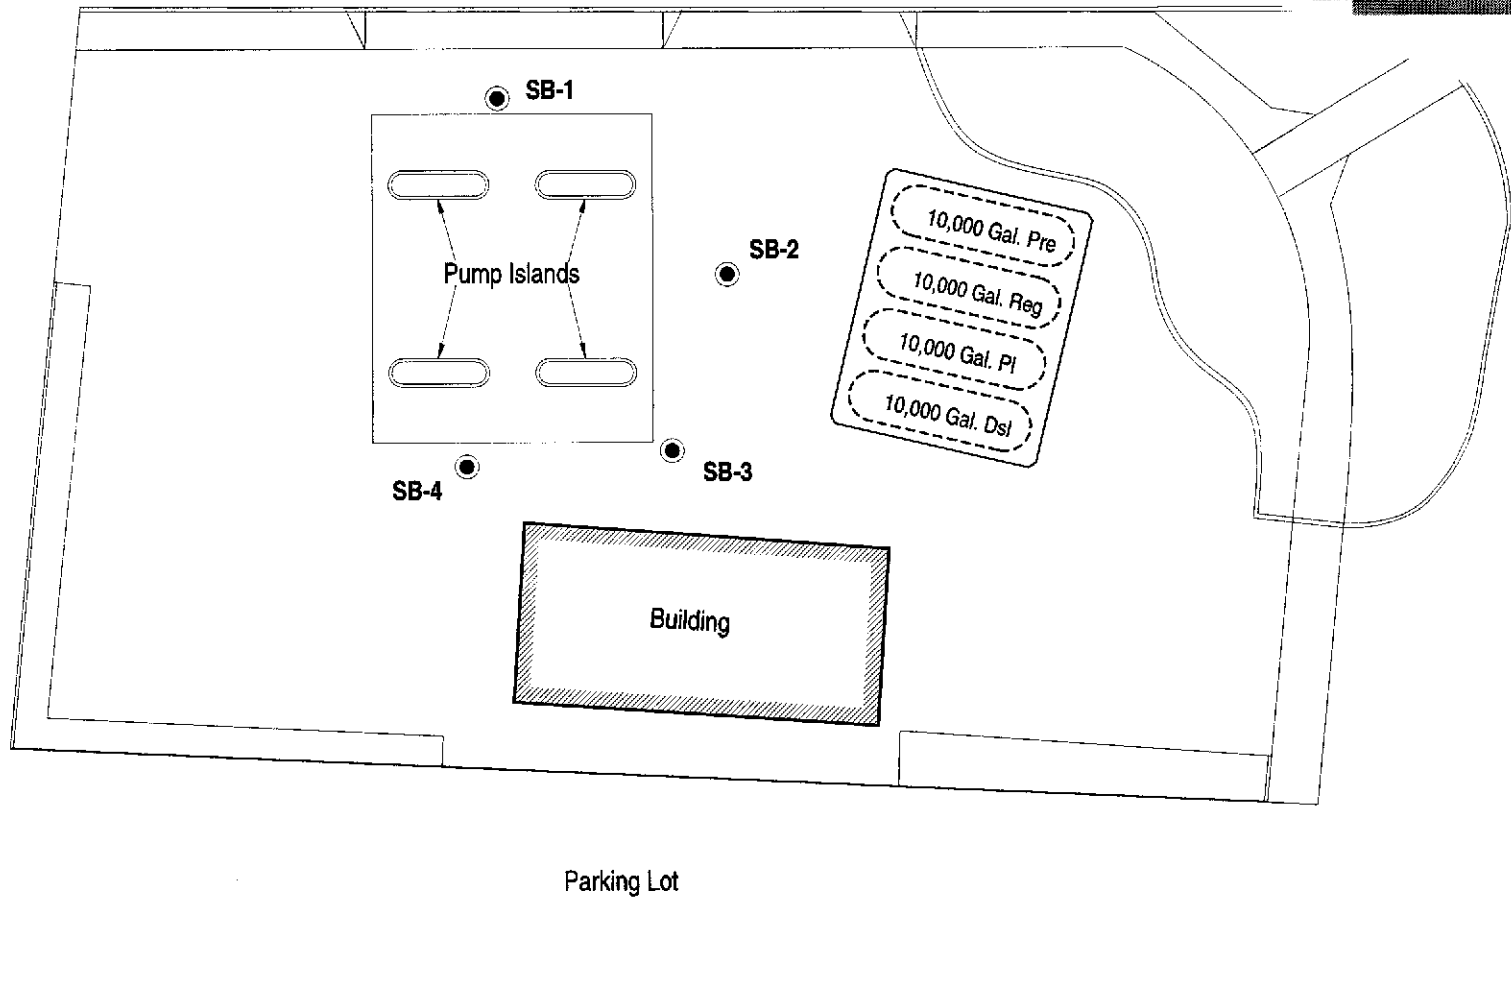 SB-1
SB-2
10,000 Gal. Pre
Pump Islands
10,000 Gal. Reg
10,000 Gal. Pl
10,000 Gal. Dsl
SB-3
SB-4
Building
Parking Lot